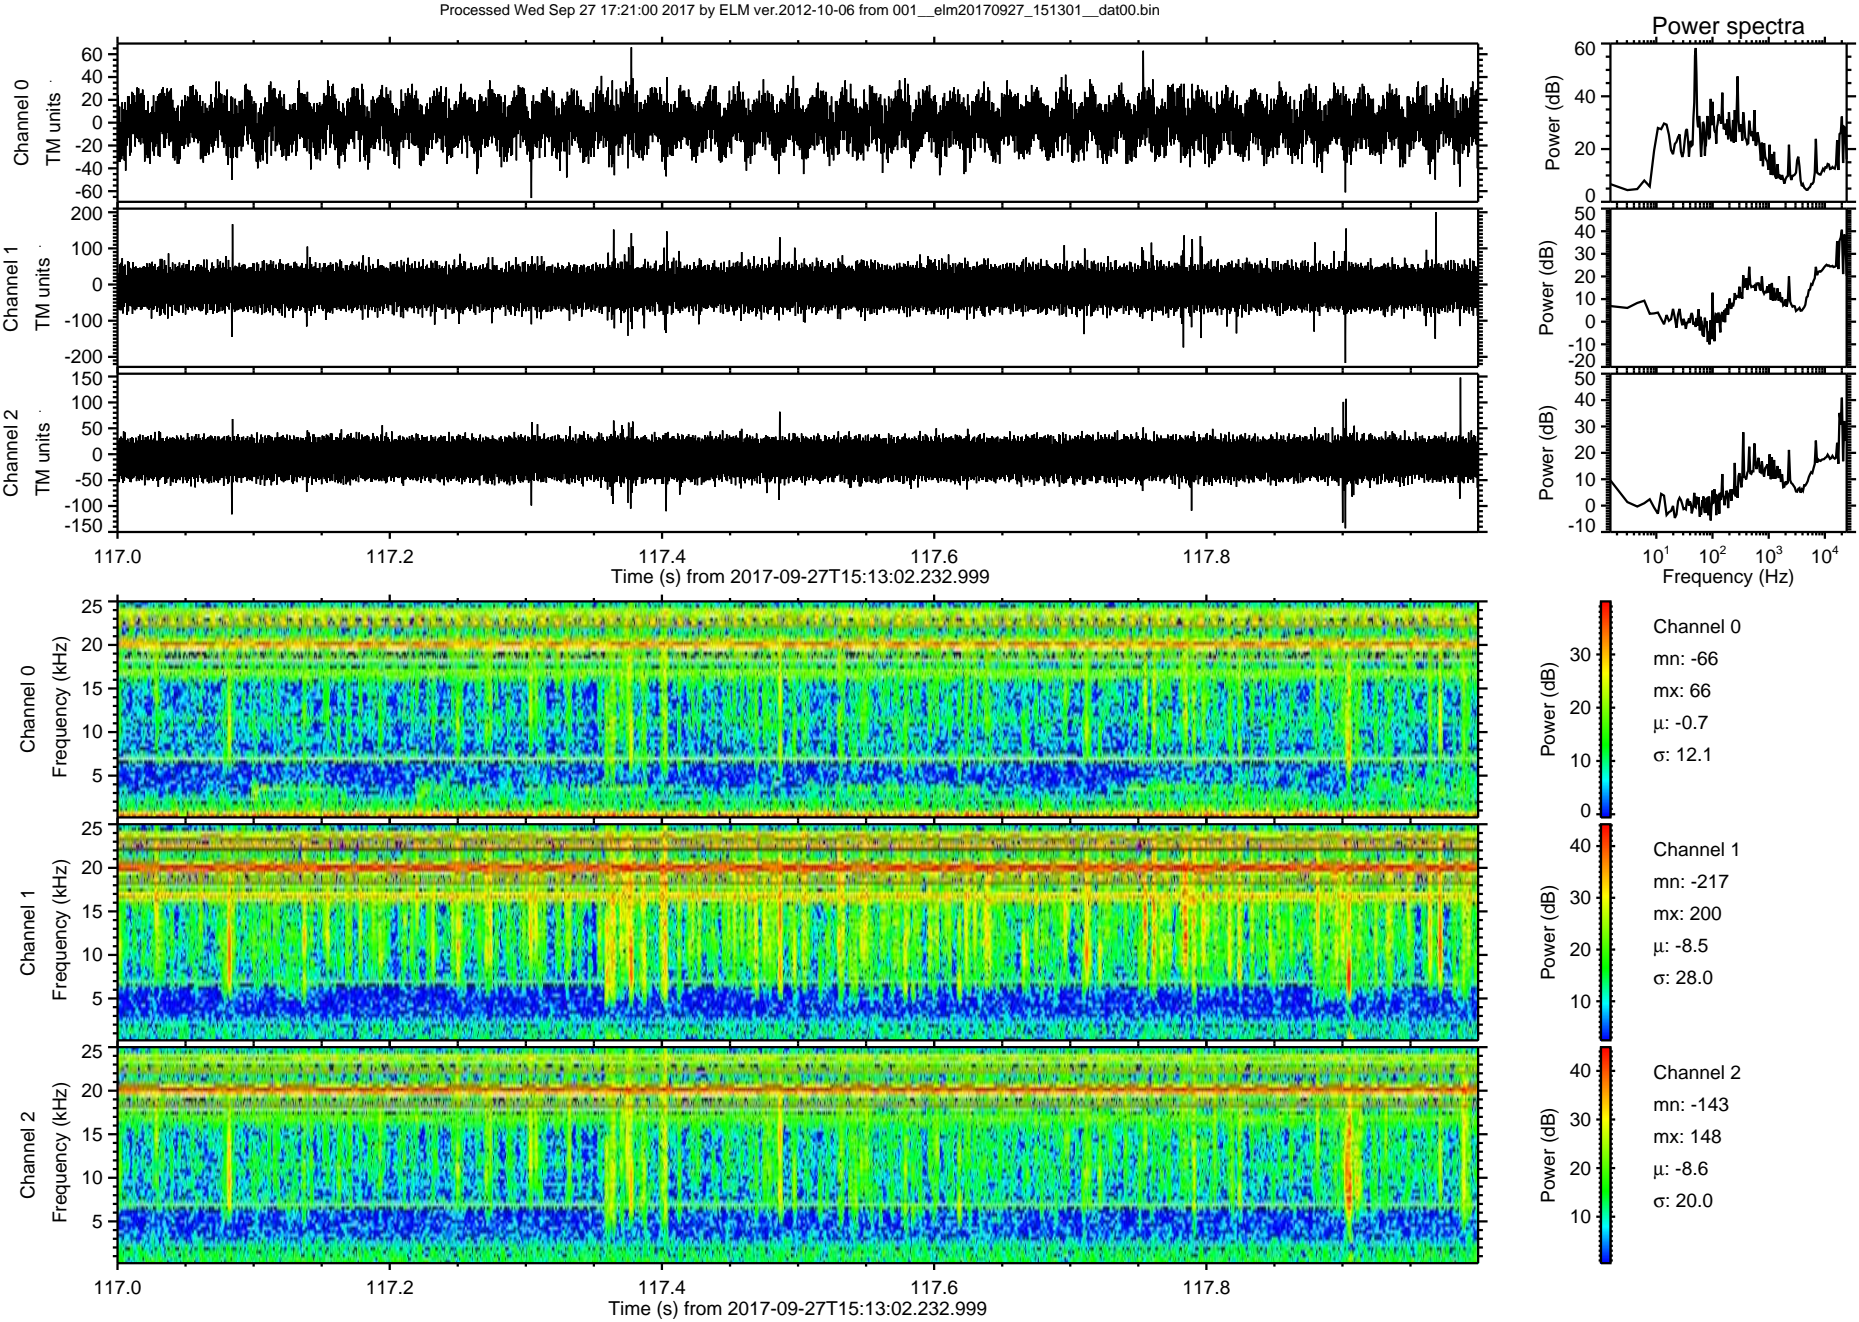 Processed Wed Sep 27 17:21:00 2017 by ELM ver.2012-10-06 from 001__elm20170927_151301__dat00.bin
Power spectra
Channel 0
TM units
60
40
20
0
-20
-40
-60
Power (dB)
60
40
20
0
Channel 1
TM units
200
100
0
-100
-200
Power (dB)
50
40
30
20
10
0
-10
-20
Channel 2
TM units
150
100
50
0
-50
-100
-150
Power (dB)
50
40
30
20
10
0
-10
117.0 117.2 117.4 117.6 117.8
Time (s) from 2017-09-27T15:13:02.232.999
10¹ 10² 10³ 10⁴
Frequency (Hz)
Channel 0
Frequency (kHz)
25
20
15
10
5
Power (dB)
30
20
10
0
Channel 0
mn: -66
mx: 66
μ: -0.7
σ: 12.1
Channel 1
Frequency (kHz)
25
20
15
10
5
Power (dB)
40
30
20
10
Channel 1
mn: -217
mx: 200
μ: -8.5
σ: 28.0
Channel 2
Frequency (kHz)
25
20
15
10
5
Power (dB)
40
30
20
10
Channel 2
mn: -143
mx: 148
μ: -8.6
σ: 20.0
117.0 117.2 117.4 117.6 117.8
Time (s) from 2017-09-27T15:13:02.232.999